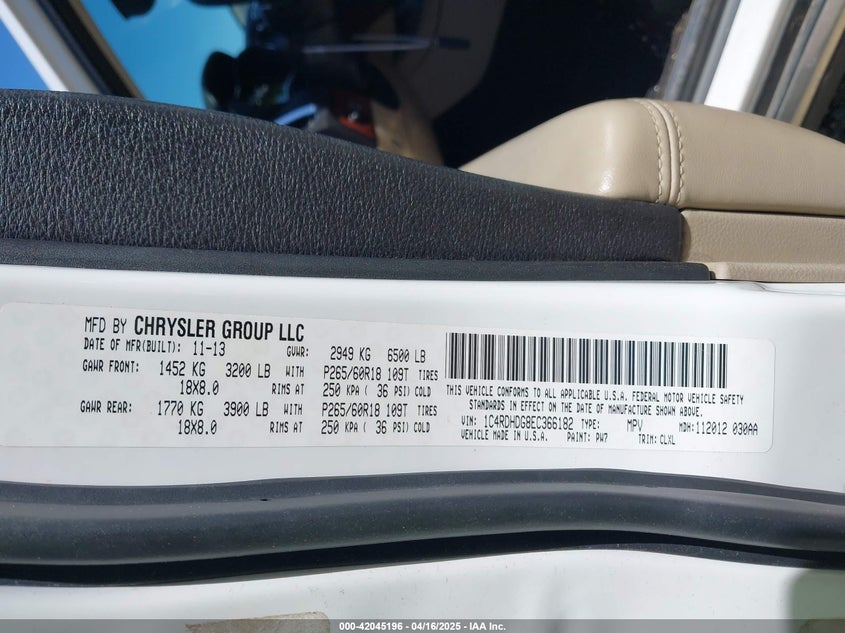 MFD BY CHRYSLER GROUP LLC
DATE OF MFR(BUILT): 11-13 GVWR: 2949 KG 6500 LB
GAWR FRONT: 1452 KG 3200 LB WITH P265/60R18 109T TIRES
18X8.0 RIMS AT 250 KPA ( 36 PSI) COLD
GAWR REAR: 1770 KG 3900 LB WITH P265/60R18 109T TIRES
18X8.0 RIMS AT 250 KPA ( 36 PSI) COLD
THIS VEHICLE CONFORMS TO ALL APPLICABLE U.S.A. FEDERAL MOTOR VEHICLE SAFETY
STANDARDS IN EFFECT ON THE DATE OF MANUFACTURE SHOWN ABOVE.
VIN: 1C4RDHDG8EC366182 TYPE: MPV MDH: 112012 030AA
VEHICLE MADE IN U.S.A. PAINT: PW7 TRIM: CLXL
000-42045196 - 04/16/2025 - IAA Inc.